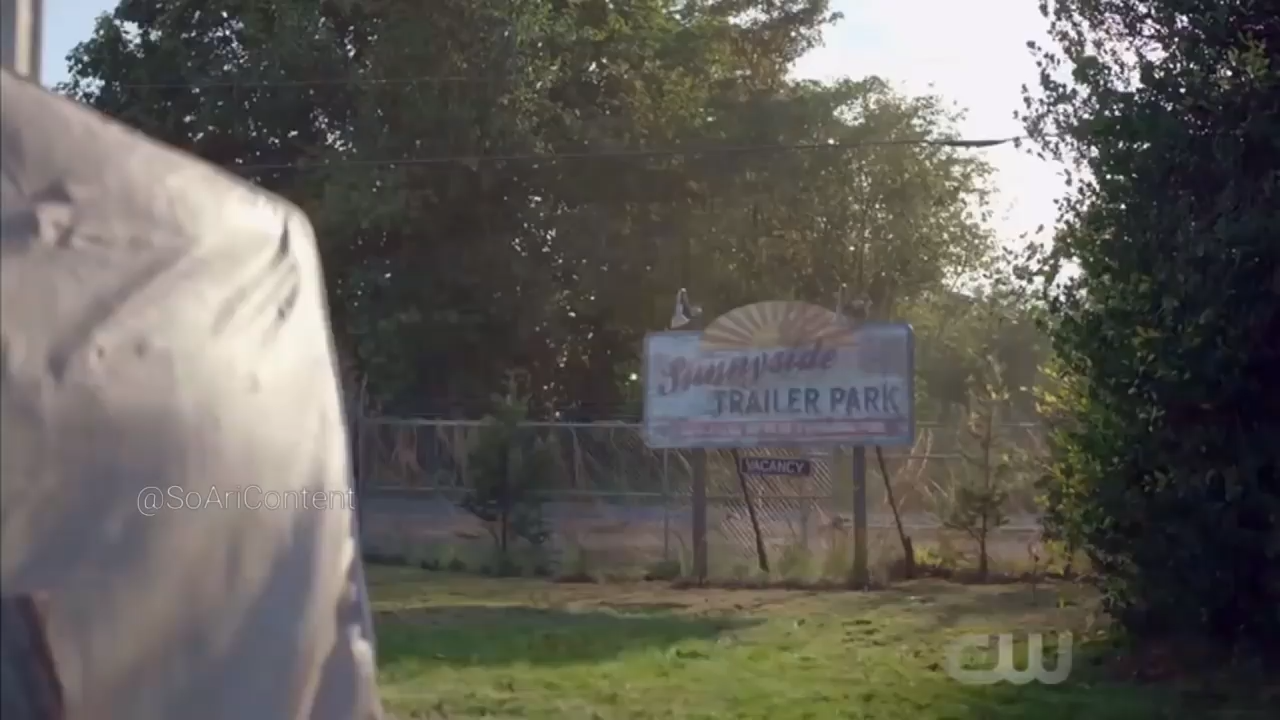 Sunnyside
TRAILER PARK
VACANCY
@SoAriContent
CW